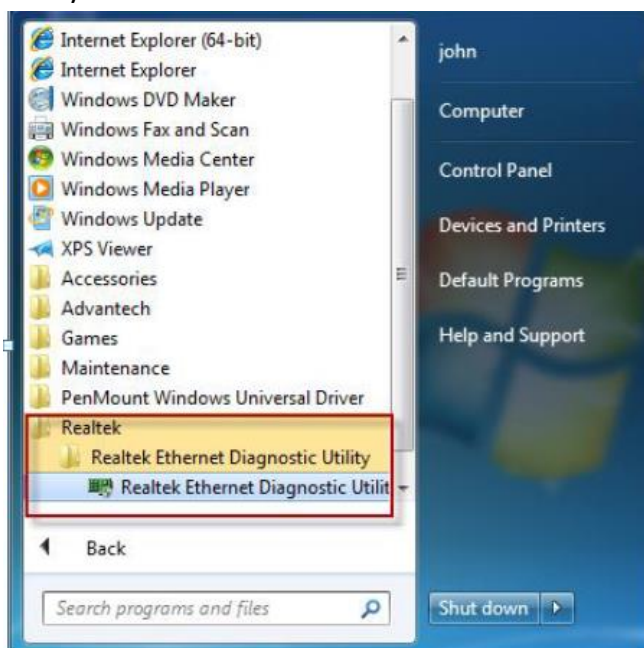 Internet Explorer (64-bit)
Internet Explorer
Windows DVD Maker
Windows Fax and Scan
Windows Media Center
Windows Media Player
Windows Update
XPS Viewer
Accessories
Advantech
Games
Maintenance
PenMount Windows Universal Driver
Realtek
Realtek Ethernet Diagnostic Utility
Realtek Ethernet Diagnostic Utilit
Back
Search programs and files
john
Computer
Control Panel
Devices and Printers
Default Programs
Help and Support
Shut down